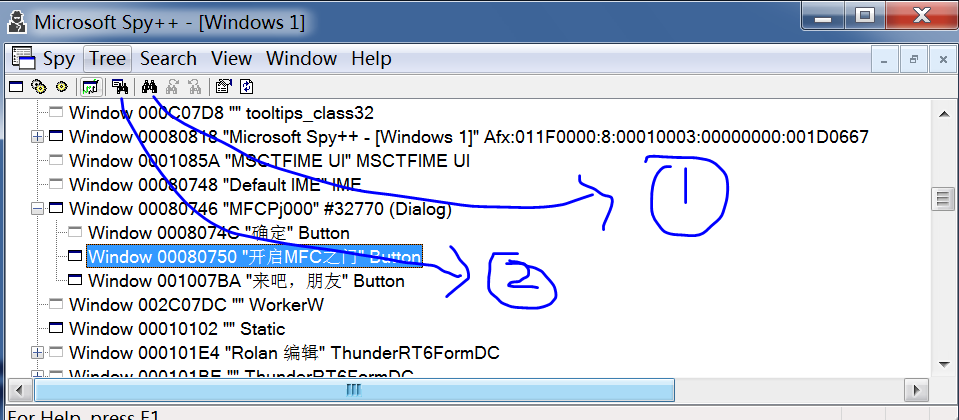 Microsoft Spy++ - [Windows 1]
Spy Tree Search View Window Help
Window 000C07D8 "" tooltips_class32
Window 00080818 "Microsoft Spy++ - [Windows 1]" Afx:011F0000:8:00010003:00000000:001D0667
Window 0001085A "MSCTFIME UI" MSCTFIME UI
Window 00080748 "Default IME" IME
Window 00080746 "MFCPj000" #32770 (Dialog)
Window 0008074C "确定" Button
Window 00080750 "开启MFC之门" Button
Window 001007BA "来吧，朋友" Button
Window 002C07DC "" WorkerW
Window 00010102 "" Static
Window 000101E4 "Rolan 编辑" ThunderRT6FormDC
Window 000101BE "" ThunderRT6FormDC
For Help, press F1
1
2